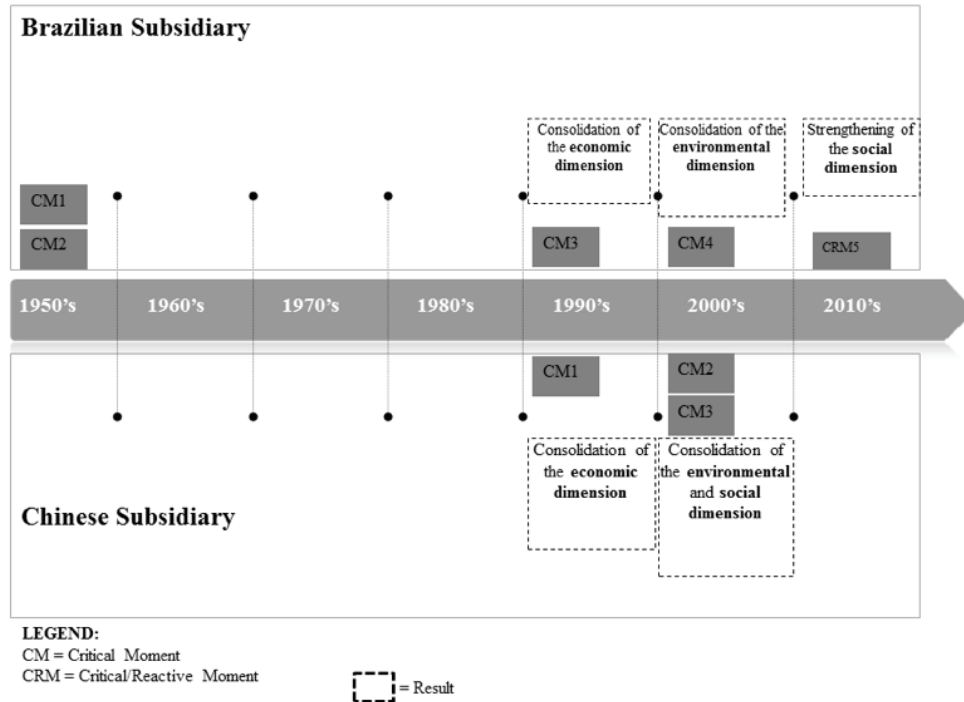 Brazilian Subsidiary
Consolidation of
the economic
dimension
Consolidation of the
environmental
dimension
Strengthening of
the social
dimension
CM1
CM2
CM3
CM4
CRM5
1950's
1960's
1970's
1980's
1990's
2000's
2010's
CM1
CM2
CM3
Consolidation of
the economic
dimension
Consolidation of
the environmental
and social
dimension
Chinese Subsidiary
LEGEND:
CM = Critical Moment
CRM = Critical/Reactive Moment
= Result